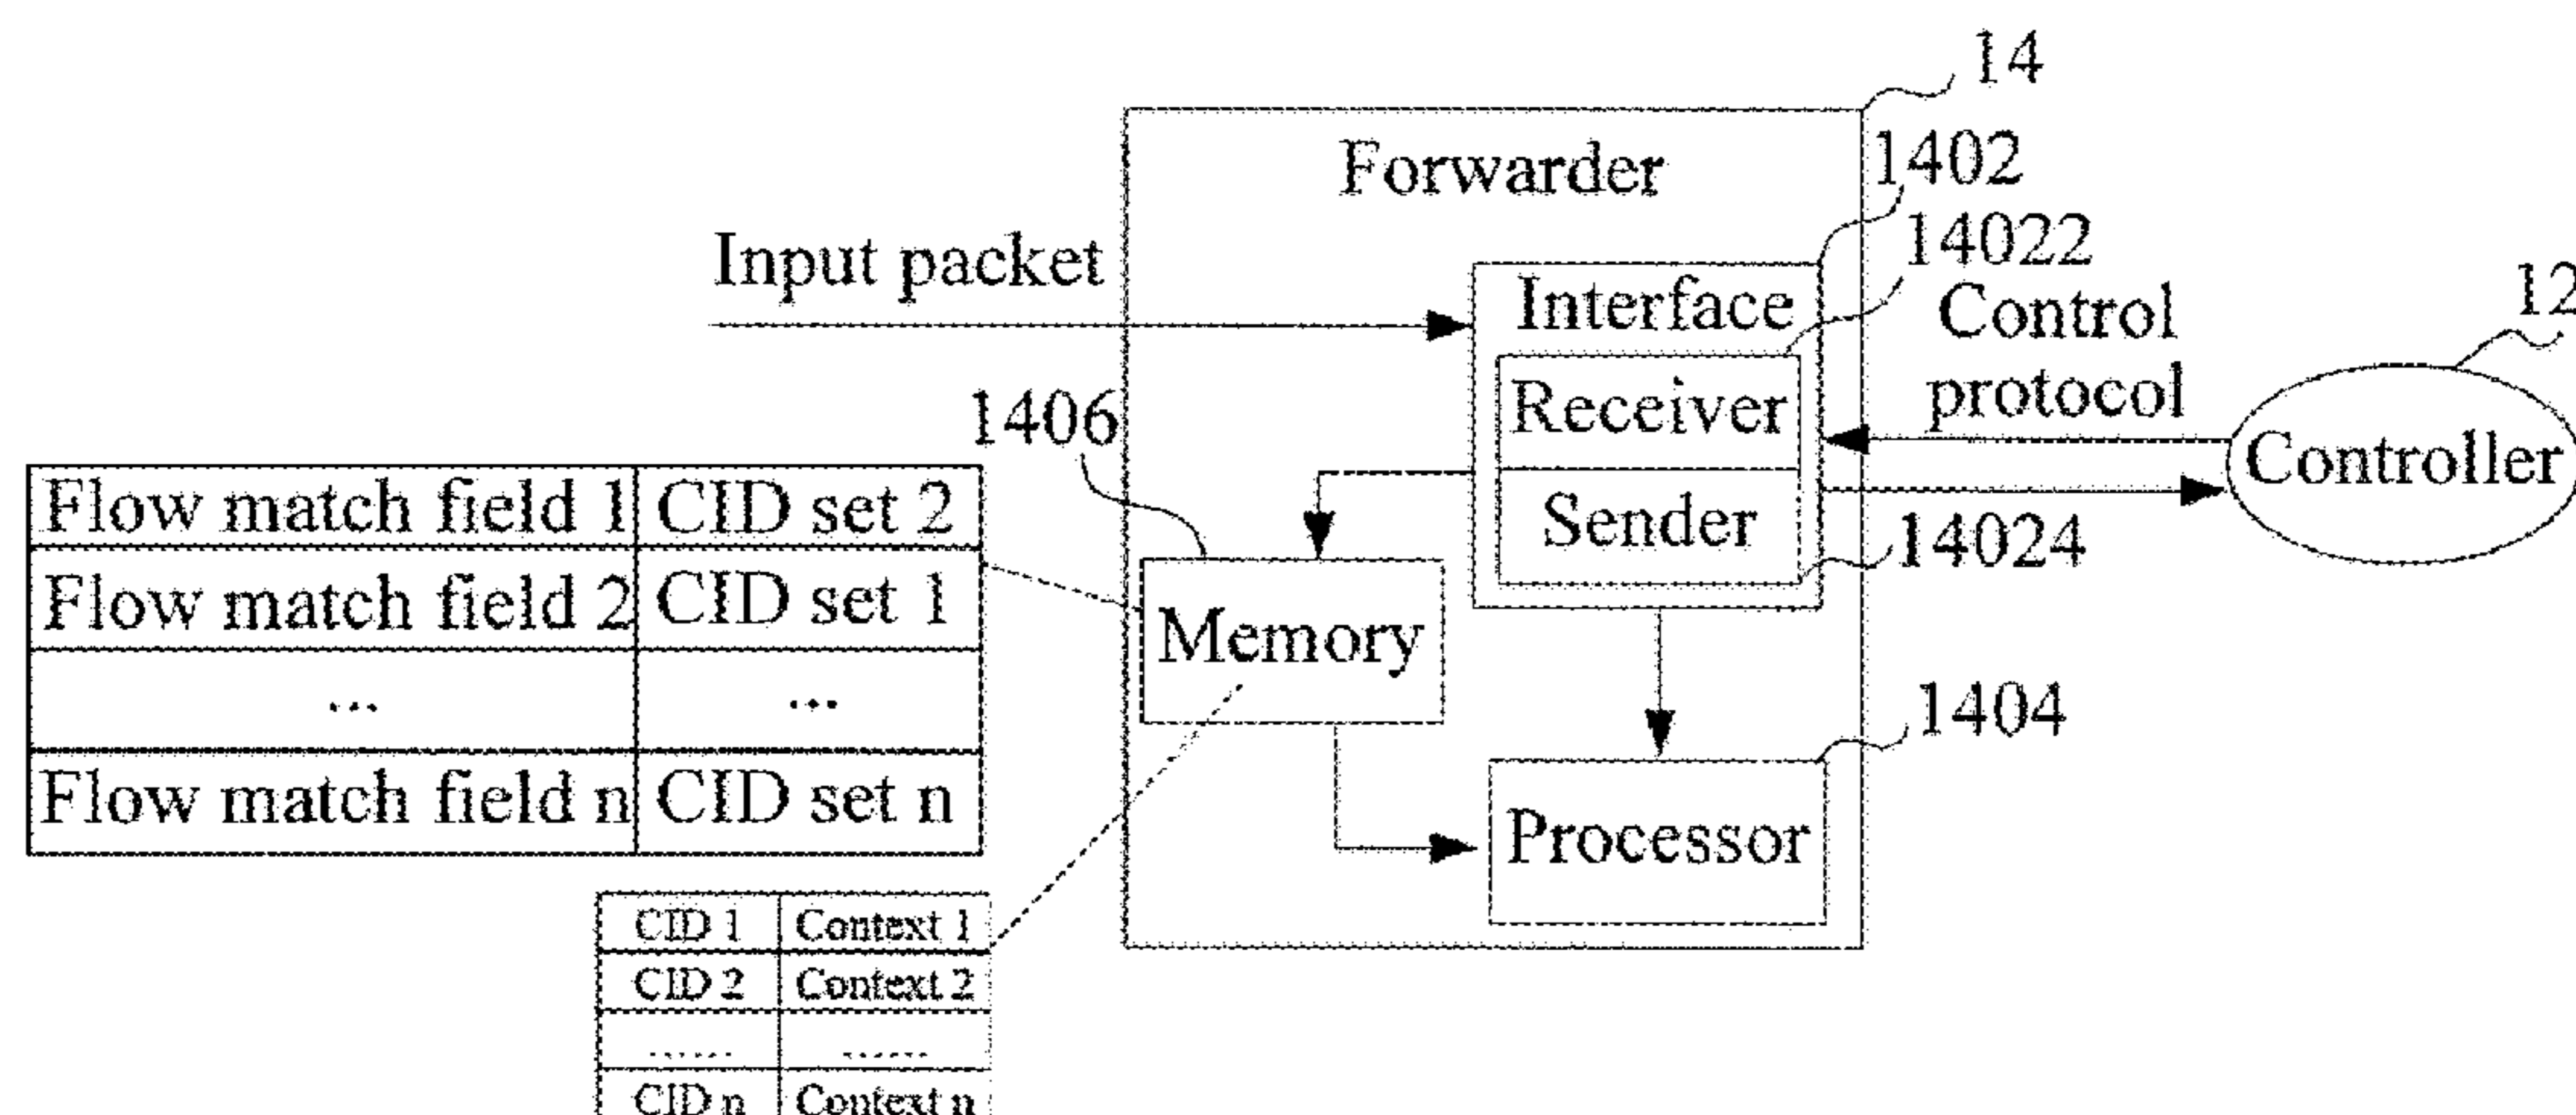 14
Forwarder
1402
14022
Input packet
Interface
Control
protocol
12
Receiver
1406
Controller
Sender
14024
Flow match field 1 CID set 2
Flow match field 2 CID set 1
... ...
Flow match field n CID set n
Memory
1404
Processor
CID 1 Context 1
CID 2 Context 2
...... ......
CID n Context n